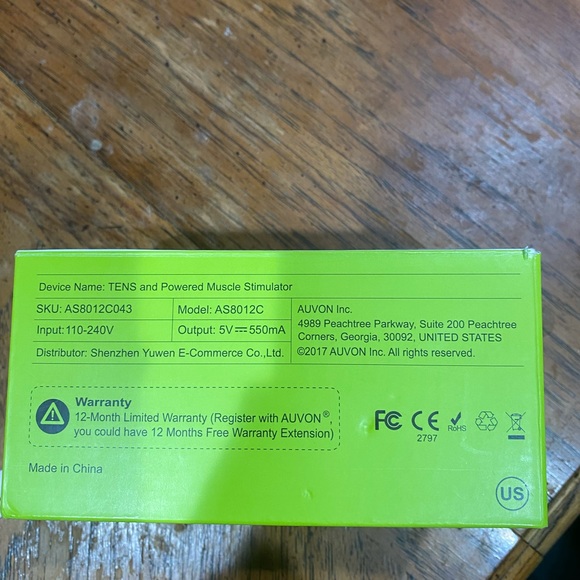 Device Name: TENS and Powered Muscle Stimulator
SKU: AS8012C043
Model: AS8012C
Input:110-240V
Output: 5V⎓550mA
Distributor: Shenzhen Yuwen E-Commerce Co.,Ltd.
AUVON Inc.
4989 Peachtree Parkway, Suite 200 Peachtree
Corners, Georgia, 30092, UNITED STATES
©2017 AUVON Inc. All rights reserved.
Warranty
12-Month Limited Warranty (Register with AUVON®,
you could have 12 Months Free Warranty Extension)
FC CE RoHS
2797
Made in China
US